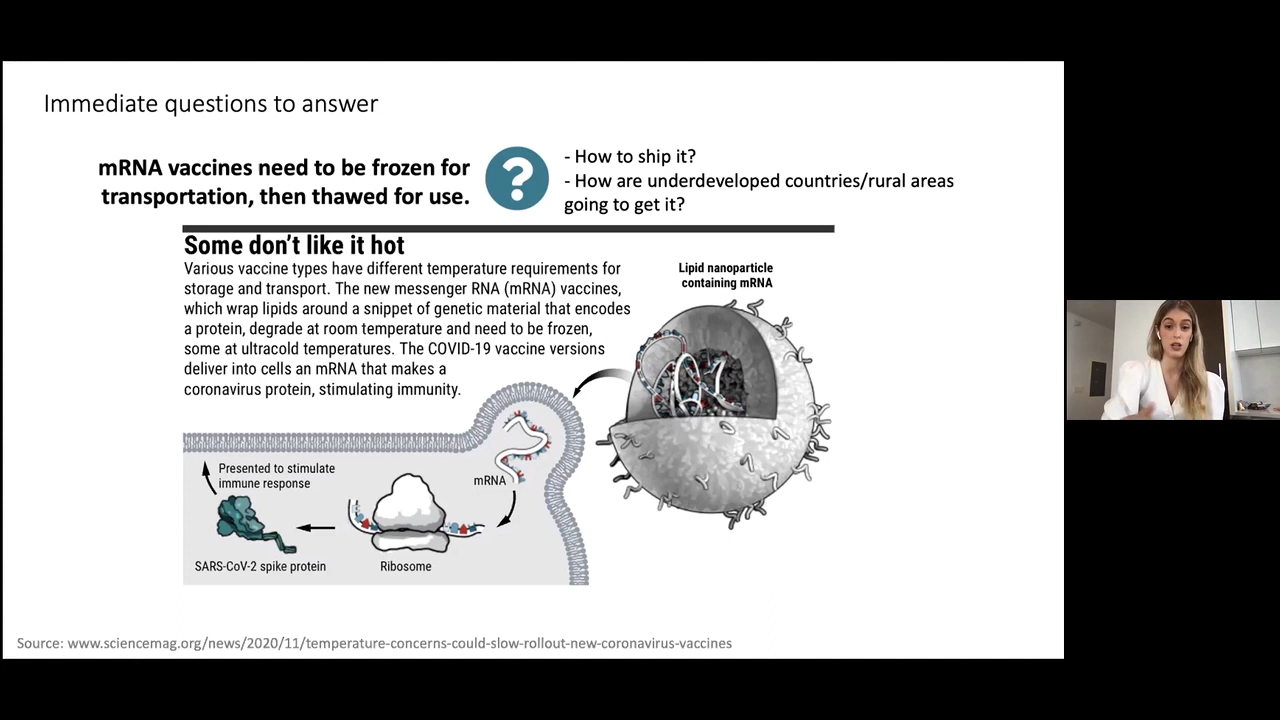 Immediate questions to answer
mRNA vaccines need to be frozen for
transportation, then thawed for use.
?
- How to ship it?
- How are underdeveloped countries/rural areas
going to get it?
Some don’t like it hot
Various vaccine types have different temperature requirements for
storage and transport. The new messenger RNA (mRNA) vaccines,
which wrap lipids around a snippet of genetic material that encodes
a protein, degrade at room temperature and need to be frozen,
some at ultracold temperatures. The COVID-19 vaccine versions
deliver into cells an mRNA that makes a
coronavirus protein, stimulating immunity.
Lipid nanoparticle
containing mRNA
Presented to stimulate
immune response
mRNA
SARS-CoV-2 spike protein
Ribosome
Source: www.sciencemag.org/news/2020/11/temperature-concerns-could-slow-rollout-new-coronavirus-vaccines